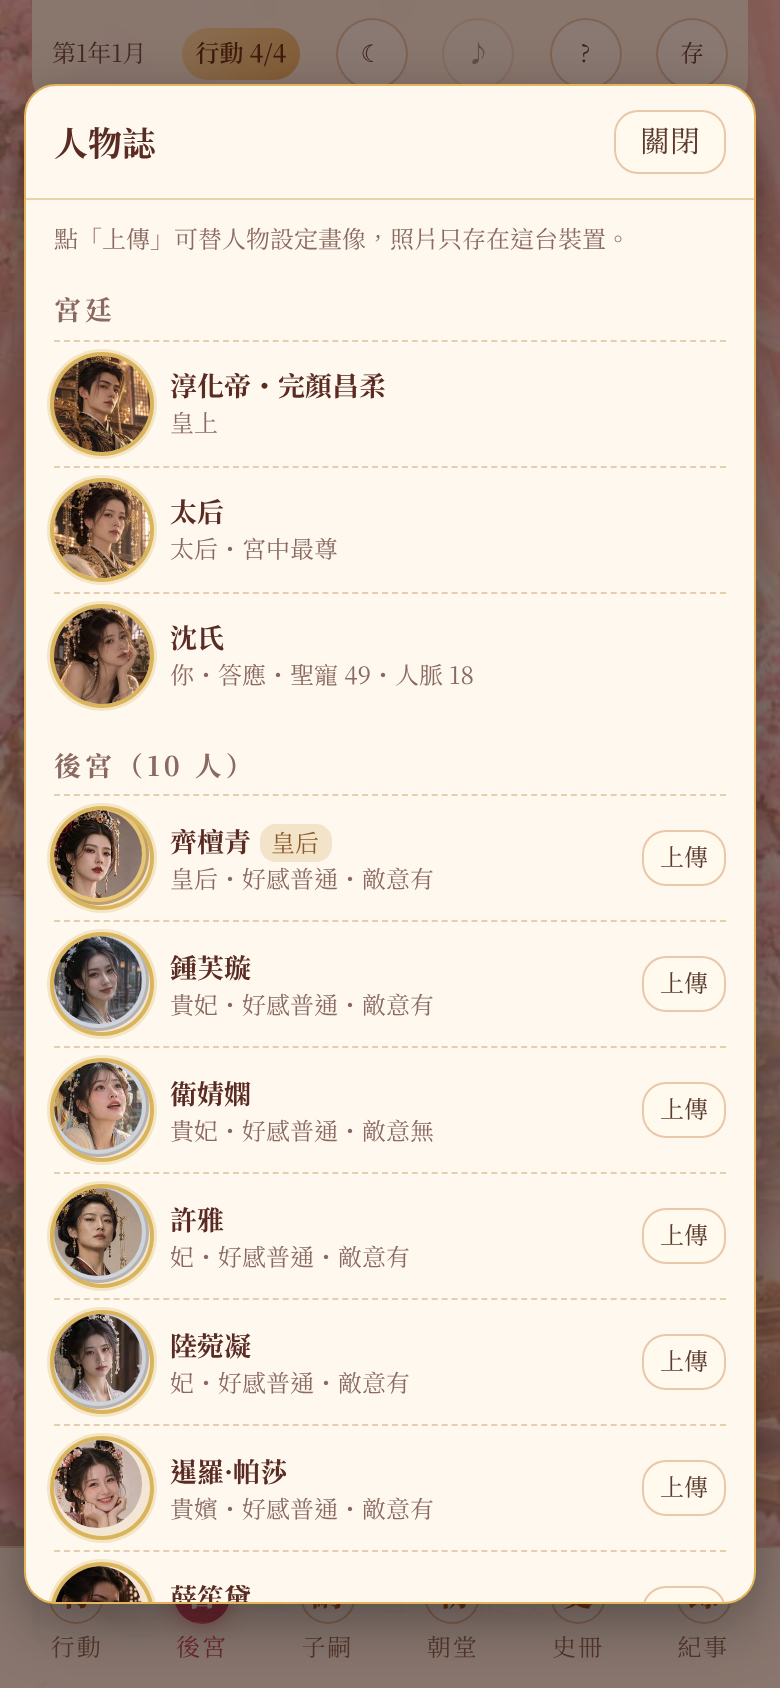 第1年1月 行動 4/4 ? 存
人物誌
關閉
點「上傳」可替人物設定畫像，照片只存在這台裝置。
宮廷
淳化帝・完顏昌柔
皇上
太后
太后・宮中最尊
沈氏
你・答應・聖寵 49・人脈 18
後宮（10 人）
齊檀青 皇后
皇后・好感普通・敵意有
上傳
鍾芙璇
貴妃・好感普通・敵意有
上傳
衛婧嫻
貴妃・好感普通・敵意無
上傳
許雅
妃・好感普通・敵意有
上傳
陸菀凝
妃・好感普通・敵意有
上傳
暹羅·帕莎
貴嬪・好感普通・敵意有
上傳
薛笙黛
行動 後宮 子嗣 朝堂 史冊 紀事